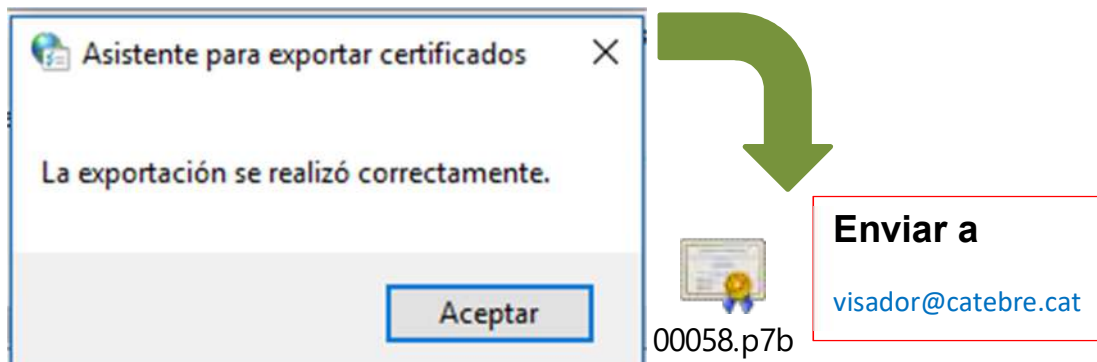 Asistente para exportar certificados
La exportación se realizó correctamente.
Aceptar
00058.p7b
Enviar a
visador@catebre.cat